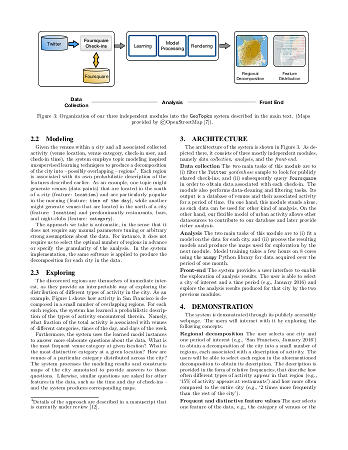 Twitter
Foursquare
Check-ins
Foursquare
Learning
Model
Processing
Rendering
Regional
Decomposition
Feature
Distribution
Data
Collection
Analysis
Front End
Figure 3: Organization of our three independent modules into the GeoTopics system described in the main text. (Maps
provided by ©OpenStreetMap [7]).
2.2 Modeling
Given the venues within a city and all associated collected
activity (venue location, venue category, check-in user, and
check-in time), the system employs topic modeling inspired
unsupervised learning techniques to produce a decomposition
of the city into – possibly overlapping – regions
is associated with its own probabilistic description of the
features described earlier. As an example, one topic might
generate venues (data points) that are located in the south
of a city (feature: location) and are particularly popular
in the morning (feature: time of the day), while another
might generate venues that are located in the north of a city
(feature: location) and predominantly restaurants, bars,
and nightclubs (feature: category).
The approach we take is automatic, in the sense that it
does not require any manual parameters tuning or arbitrary
strong assumptions about the data. For instance, it does not
require us to select the optimal number of regions in advance
or specify the granularity of the analysis. In the system
implementation, the same software is applied to produce the
decomposition for each city in the data.
2.3 Exploring
The discovered regions are themselves of immediate inter-
est, as they provide an interpretable way of exploring the
distribution of different types of activity in the city. As an
example, Figure 1 shows how activity in San Francisco is de-
composed in a small number of overlapping regions. For each
such region, the system has learned a probabilistic descrip-
tion of the types of activity encountered therein. Namely,
what fraction of the total activity is associated with venues
of different categories, times of the day, and days of the week.
Furthermore, the system uses the learned model instances
to answer more elaborate questions about the data. What is
the most frequent venue category at given location? What is
the most distinctive category at a given location? How are
venues of a particular category distributed across the city?
The system processes the modeling results and constructs
maps of the city annotated to provide answers to those
questions. Likewise, similar questions are asked for other
features in the data, such as the time and day of check-ins –
and the system produces corresponding maps.
Details of the approach are described in a manuscript that
is currently under review [12].
3. ARCHITECTURE
The architecture of the system is shown in Figure 3. As de-
picted there, it consists of three mostly independent modules,
namely data collection, analysis, and the front-end.
Data collection The two main tasks of this module are to
(i) filter the Twitter gardenhose sample to look for publicly
shared check-ins, and (ii) subsequently query Foursquare
in order to obtain data associated with each check-in. The
module also performs data-cleaning and filtering tasks. Its
output is a database of venues and their associated activity
for a period of time. On one hand, this module stands alone
as such data can be used for other kind of analysis. On the
other hand, our flexible model of urban activity allows other
datasources to contribute to our database and later provide
richer analysis.
Analysis The two main tasks of this module are to (i) fit a
model on the data for each city, and (ii) process the resulting
models and produce the maps used for exploration by the
next module. Model training takes a few hours on 8 cores
using the numpy Python library for data acquired over the
period of one month.
Front-end The system provides a user interface to enable
the exploration of analysis results. The user is able to select
a city of interest and a time period (e.g., January 2016) and
explore the analysis results produced for that city by the two
previous modules.
4. DEMONSTRATION
The system is demonstrated through its publicly accessible
webpage. The users will interact with it by exploring the
following concepts.
Regional decomposition The user selects one city and
one period of interest (e.g., ‘San Francisco, January 2016’)
to obtain a decomposition of the city into a small number of
regions, each associated with a description of activity. The
users will be able to select each region in the aforementioned
decomposition to obtain its description. The description is
provided in the form of relative frequencies, that describe how
often different types of activity appear in that region (e.g.,
‘15% of activity appears at restaurants’) and how more often
compared to the entire city (e.g., ‘2 times more frequently
than the rest of the city’).
Frequent and distinctive feature values The user selects
one feature of the data, e.g., the category of venues or the